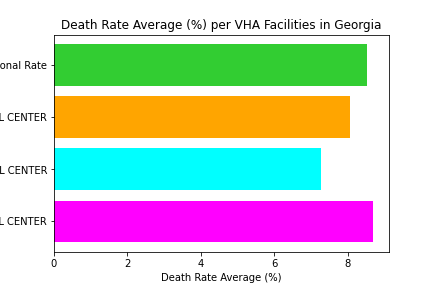 Death Rate Average (%) per VHA Facilities in Georgia
onal Rate
L CENTER
L CENTER
L CENTER
0 2 4 6 8
Death Rate Average (%)